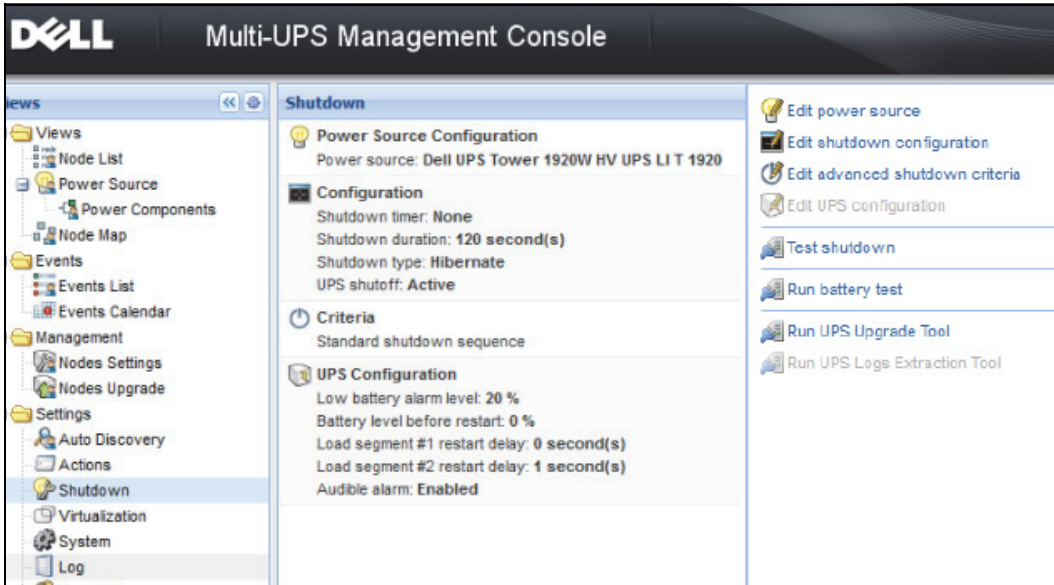 DELL
Multi-UPS Management Console
iews
Views
Node List
Power Source
Power Components
Node Map
Events
Events List
Events Calendar
Management
Nodes Settings
Nodes Upgrade
Settings
Auto Discovery
Actions
Shutdown
Virtualization
System
Log
Shutdown
Power Source Configuration
Power source: Dell UPS Tower 1920W HV UPS LI T 1920
Configuration
Shutdown timer: None
Shutdown duration: 120 second(s)
Shutdown type: Hibernate
UPS shutoff: Active
Criteria
Standard shutdown sequence
UPS Configuration
Low battery alarm level: 20 %
Battery level before restart: 0 %
Load segment #1 restart delay: 0 second(s)
Load segment #2 restart delay: 1 second(s)
Audible alarm: Enabled
Edit power source
Edit shutdown configuration
Edit advanced shutdown criteria
Edit UPS configuration
Test shutdown
Run battery test
Run UPS Upgrade Tool
Run UPS Logs Extraction Tool